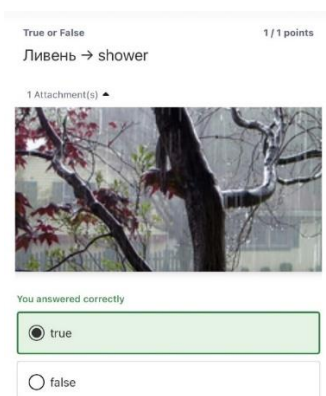 True or False 1 / 1 points
Ливень → shower
1 Attachment(s)
You answered correctly
true
false